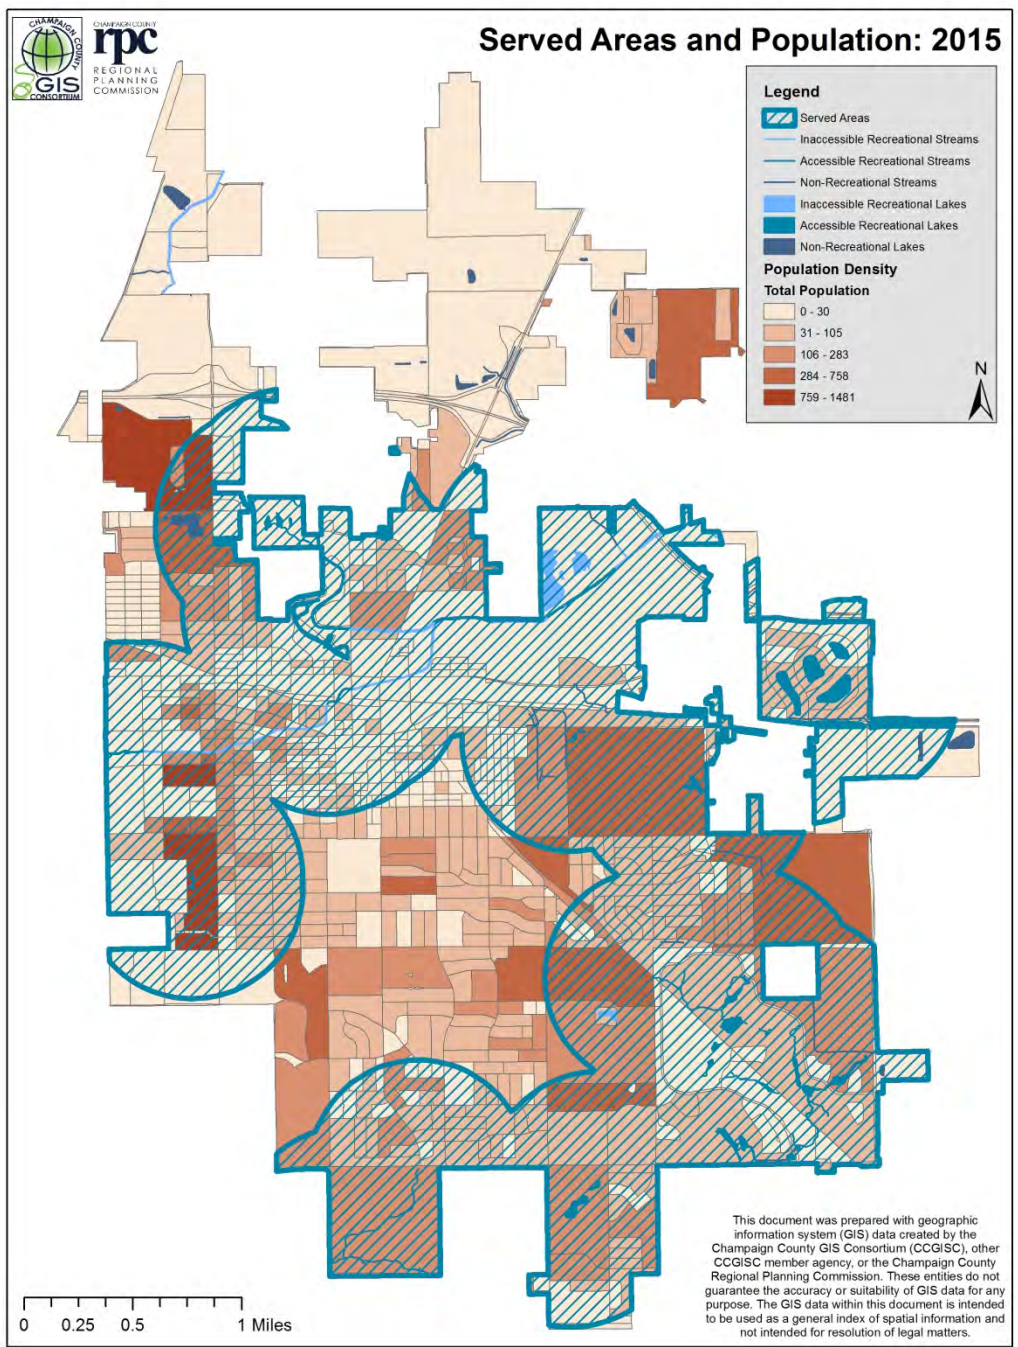 CHAMPAIGN COUNTY
GIS
CONSORTIUM
CHAMPAIGN COUNTY
rpc
REGIONAL
PLANNING
COMMISSION
Served Areas and Population: 2015
Legend
Served Areas
Inaccessible Recreational Streams
Accessible Recreational Streams
Non-Recreational Streams
Inaccessible Recreational Lakes
Accessible Recreational Lakes
Non-Recreational Lakes
Population Density
Total Population
0 - 30
31 - 105
106 - 283
284 - 758
759 - 1481
N
This document was prepared with geographic
information system (GIS) data created by the
Champaign County GIS Consortium (CCGISC), other
CCGISC member agency, or the Champaign County
Regional Planning Commission. These entities do not
guarantee the accuracy or suitability of GIS data for any
purpose. The GIS data within this document is intended
to be used as a general index of spatial information and
not intended for resolution of legal matters.
0 0.25 0.5 1 Miles